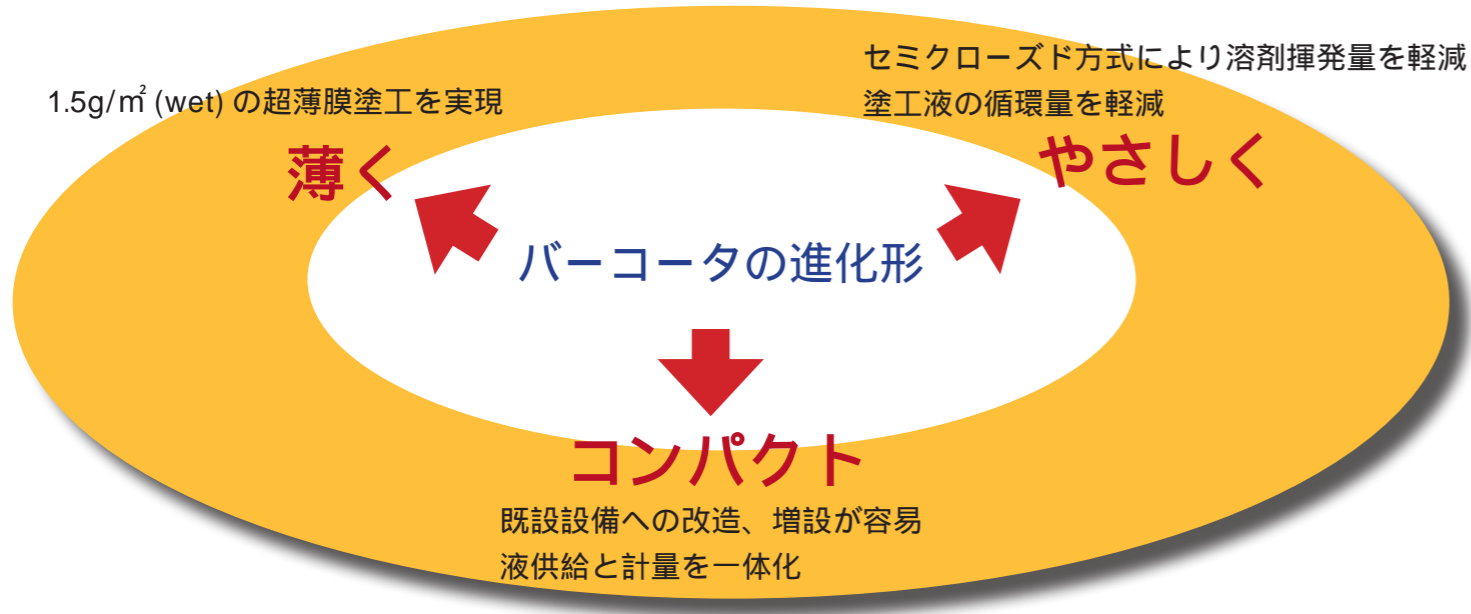 セミクローズド方式により溶剤揮発量を軽減
塗工液の循環量を軽減
やさしく
1.5g/㎡ (wet) の超薄膜塗工を実現
薄く
バーコータの進化形
コンパクト
既設設備への改造、増設が容易
液供給と計量を一体化